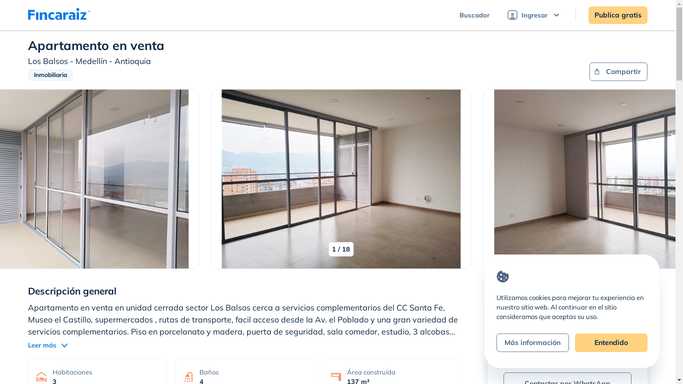 Fincaraiz
Buscador
Ingresar
Publica gratis
Apartamento en venta
Los Balsos - Medellín - Antioquia
Inmobiliaria
Compartir
1 / 18
Descripción general
Apartamento en venta en unidad cerrada sector Los Balsos cerca a servicios complementarios del CC Santa Fe,
Museo el Castillo, supermercados , rutas de transporte, facil acceso desde la Av. el Poblado y una gran variedad de
servicios complementarios. Piso en porcelanato y madera, puerta de seguridad, sala comedor, estudio, 3 alcobas...
Leer más
Habitaciones
3
Baños
4
Área construida
137 m²
Utilizamos cookies para mejorar tu experiencia en
nuestro sitio web. Al continuar en el sitio
consideramos que aceptas su uso.
Más información
Entendido
Contactar por WhatsApp